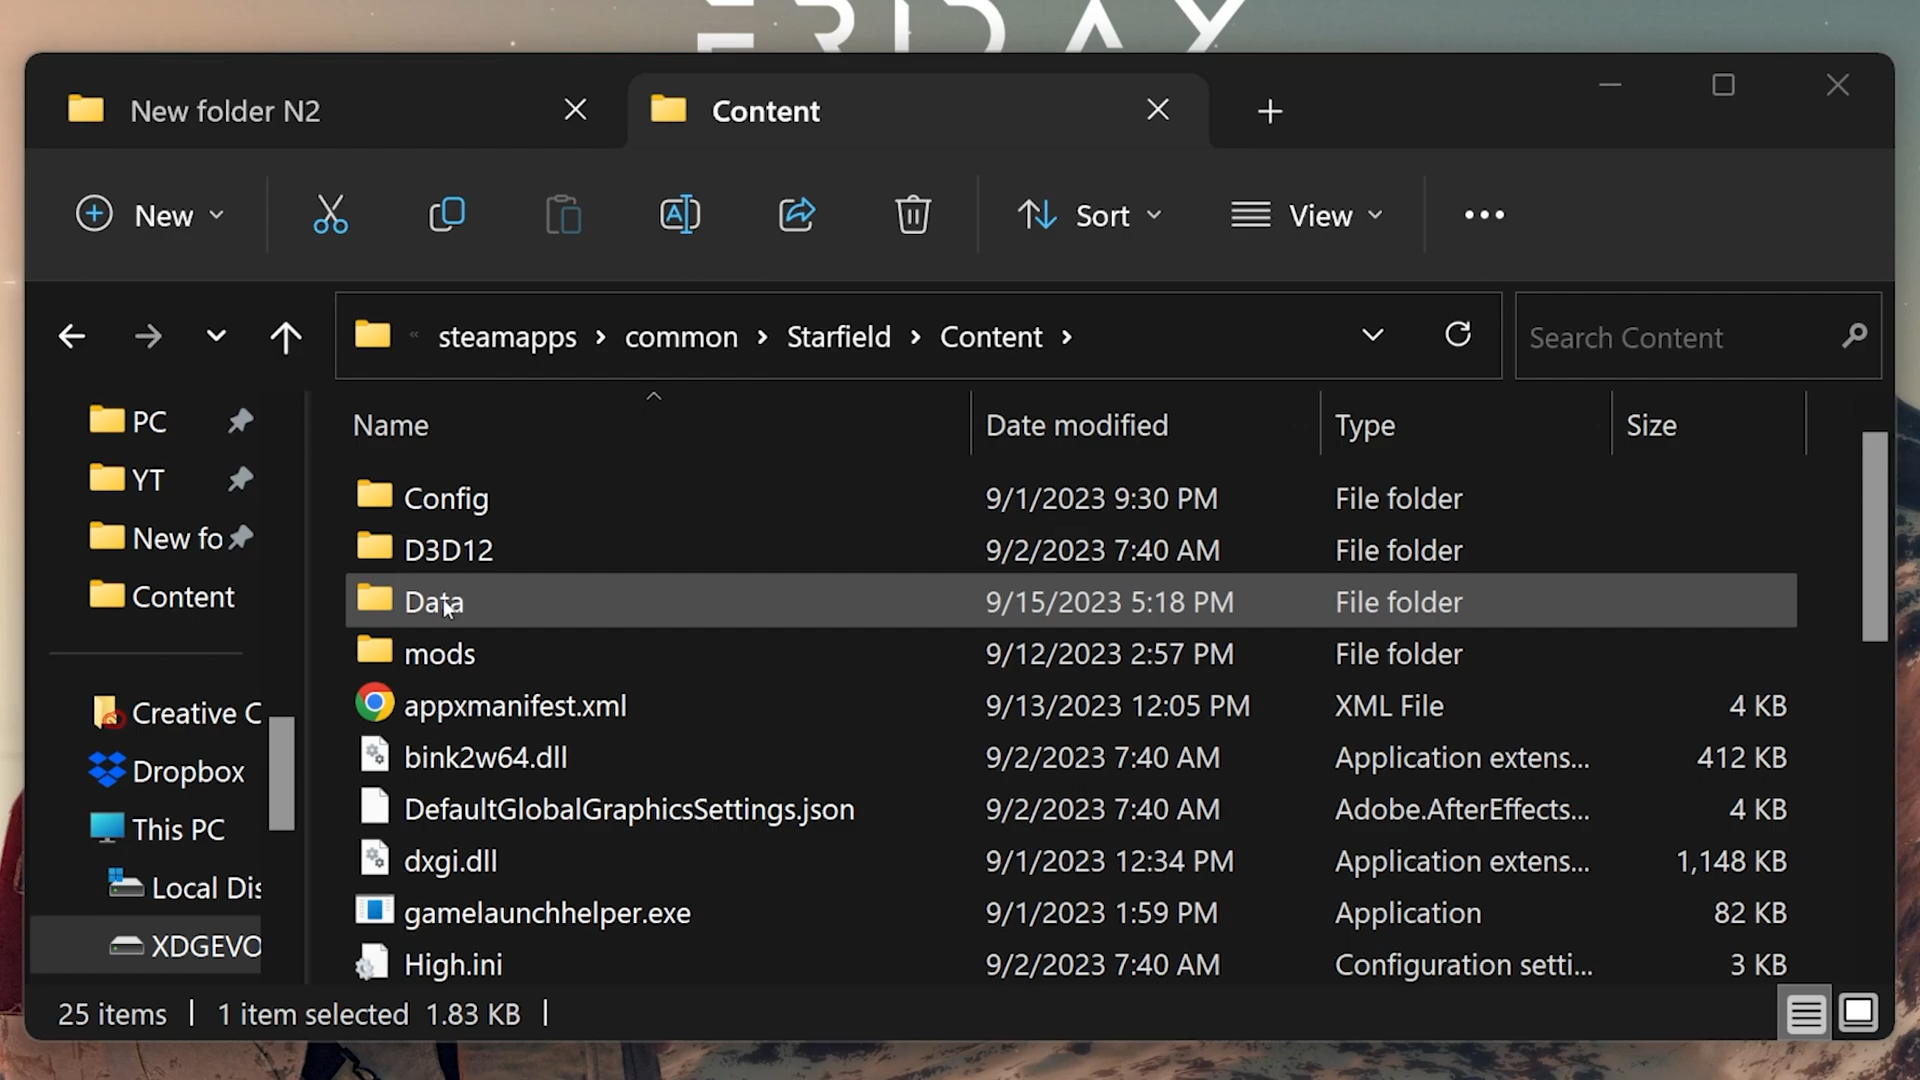 FRIDAY
New folder N2
Content
New
Sort
View
« steamapps › common › Starfield › Content ›
Search Content
PC
YT
New fo
Content
Creative C
Dropbox
This PC
Local Dis
XDGEVO
Name Date modified Type Size
Config 9/1/2023 9:30 PM File folder
D3D12 9/2/2023 7:40 AM File folder
Data 9/15/2023 5:18 PM File folder
mods 9/12/2023 2:57 PM File folder
appxmanifest.xml 9/13/2023 12:05 PM XML File 4 KB
bink2w64.dll 9/2/2023 7:40 AM Application extens... 412 KB
DefaultGlobalGraphicsSettings.json 9/2/2023 7:40 AM Adobe.AfterEffects... 4 KB
dxgi.dll 9/1/2023 12:34 PM Application extens... 1,148 KB
gamelaunchhelper.exe 9/1/2023 1:59 PM Application 82 KB
High.ini 9/2/2023 7:40 AM Configuration setti... 3 KB
25 items | 1 item selected 1.83 KB |